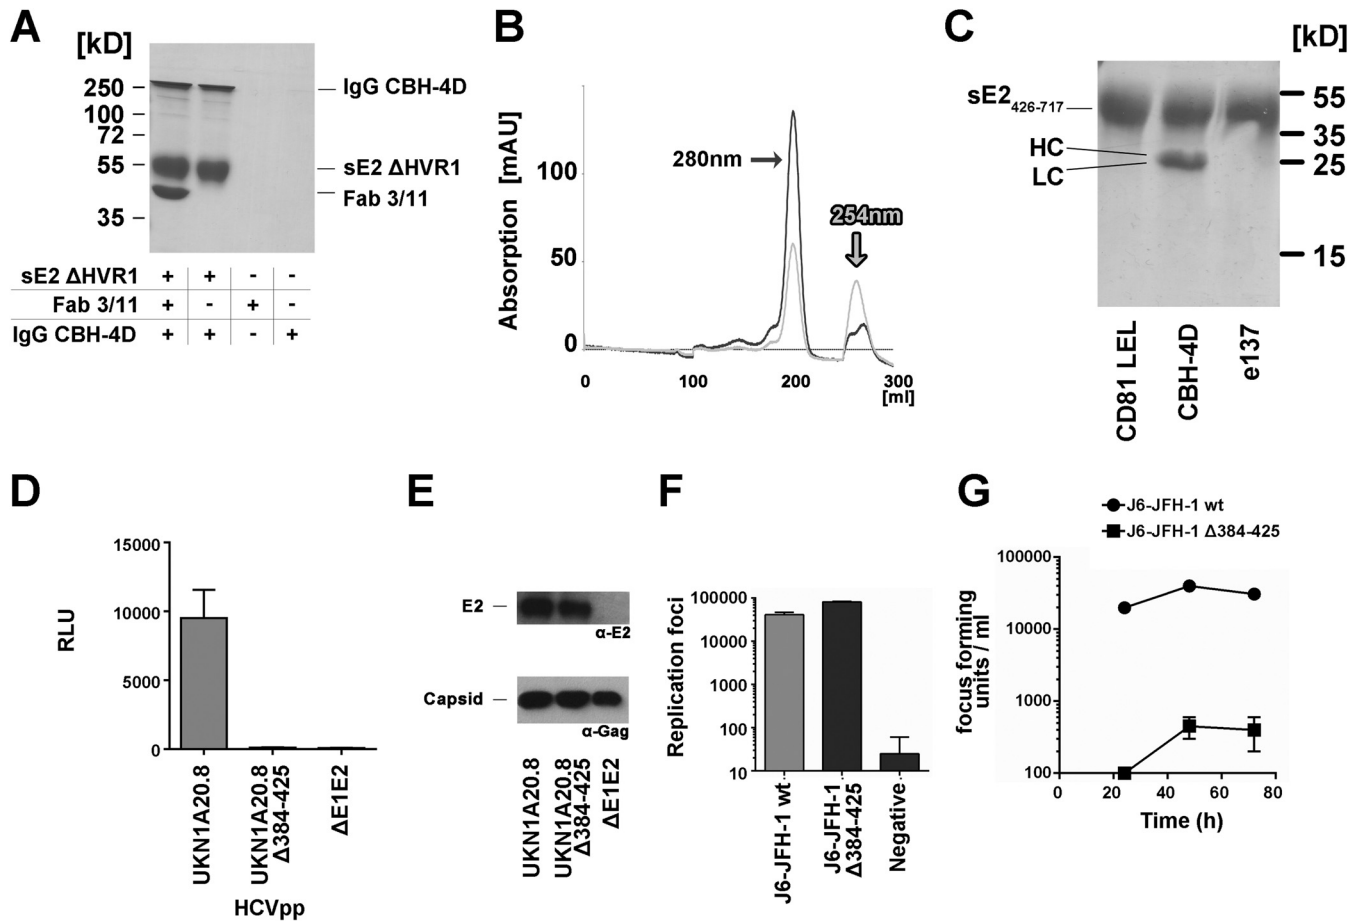 A
[kD]
250
100
72
55
35
IgG CBH-4D
sE2 ΔHVR1
Fab 3/11
sE2 ΔHVR1 + + - -
Fab 3/11 + - + -
IgG CBH-4D + + - +
B
Absorption [mAU]
100
50
0
280nm
254nm
0 100 200 300
[ml]
C
[kD]
sE2426-717
HC
LC
55
35
25
15
CD81 LEL
CBH-4D
e137
D
RLU
15000
10000
5000
0
UKN1A20.8
UKN1A20.8
Δ384-425
ΔE1E2
HCVpp
E
E2
α-E2
Capsid
α-Gag
UKN1A20.8
UKN1A20.8
Δ384-425
ΔE1E2
F
Replication foci
100000
10000
1000
100
10
J6-JFH-1 wt
J6-JFH-1
Δ384-425
Negative
G
J6-JFH-1 wt
J6-JFH-1 Δ384-425
focus forming
units / ml
100000
10000
1000
100
0 20 40 60 80
Time (h)